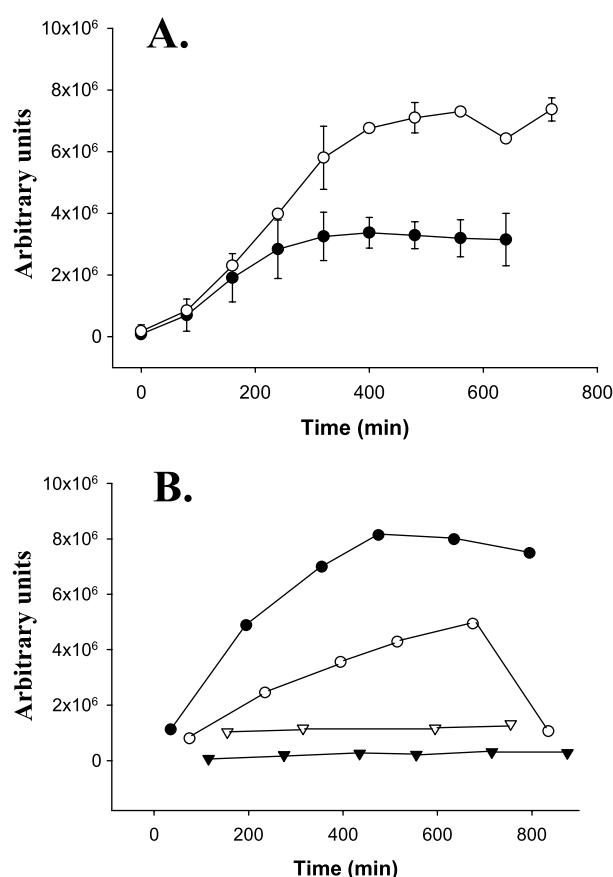 A.
10x10⁶
8x10⁶
6x10⁶
4x10⁶
2x10⁶
0
Arbitrary units
0 200 400 600 800
Time (min)
B.
10x10⁶
8x10⁶
6x10⁶
4x10⁶
2x10⁶
0
Arbitrary units
0 200 400 600 800
Time (min)